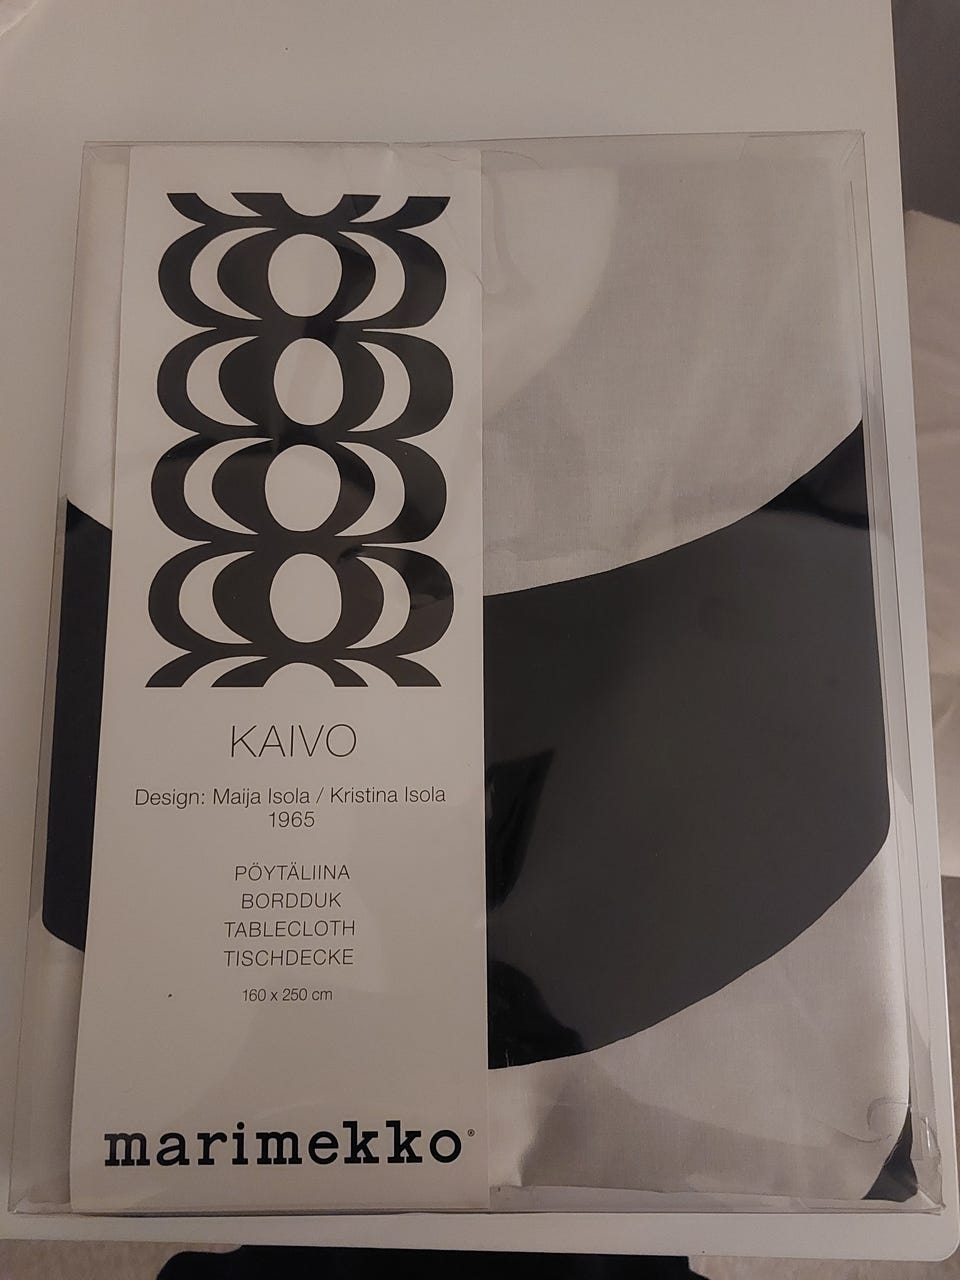 KAIVO
Design: Maija Isola / Kristina Isola
1965
PÖYTÄLIINA
BORDDUK
TABLECLOTH
TISCHDECKE
160 x 250 cm
marimekko®